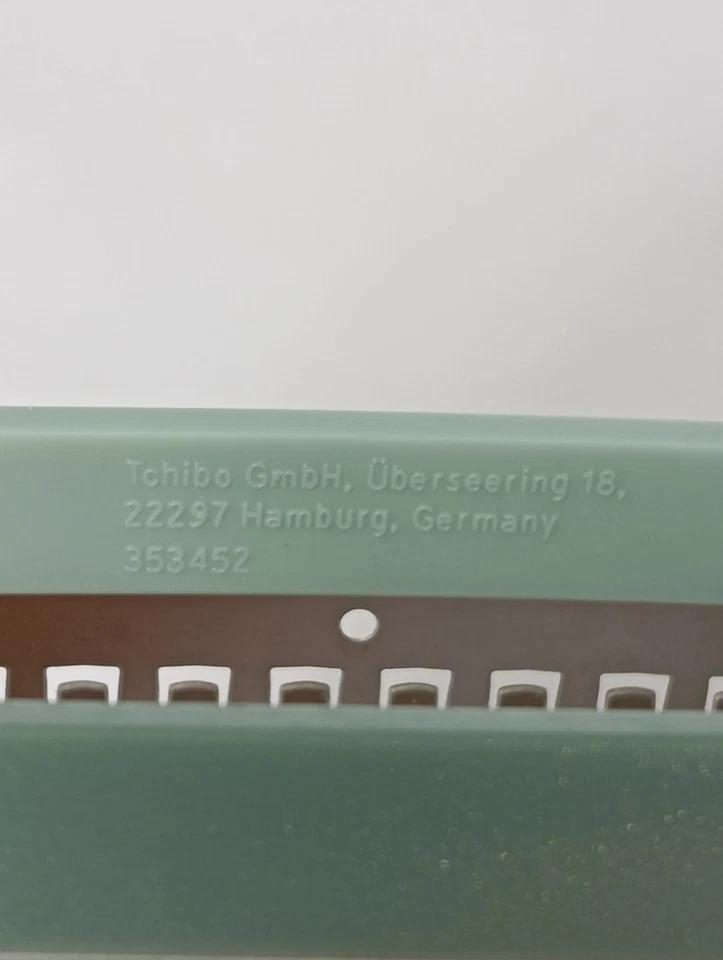 Tchibo GmbH, Überseering 18,
22297 Hamburg, Germany
353452